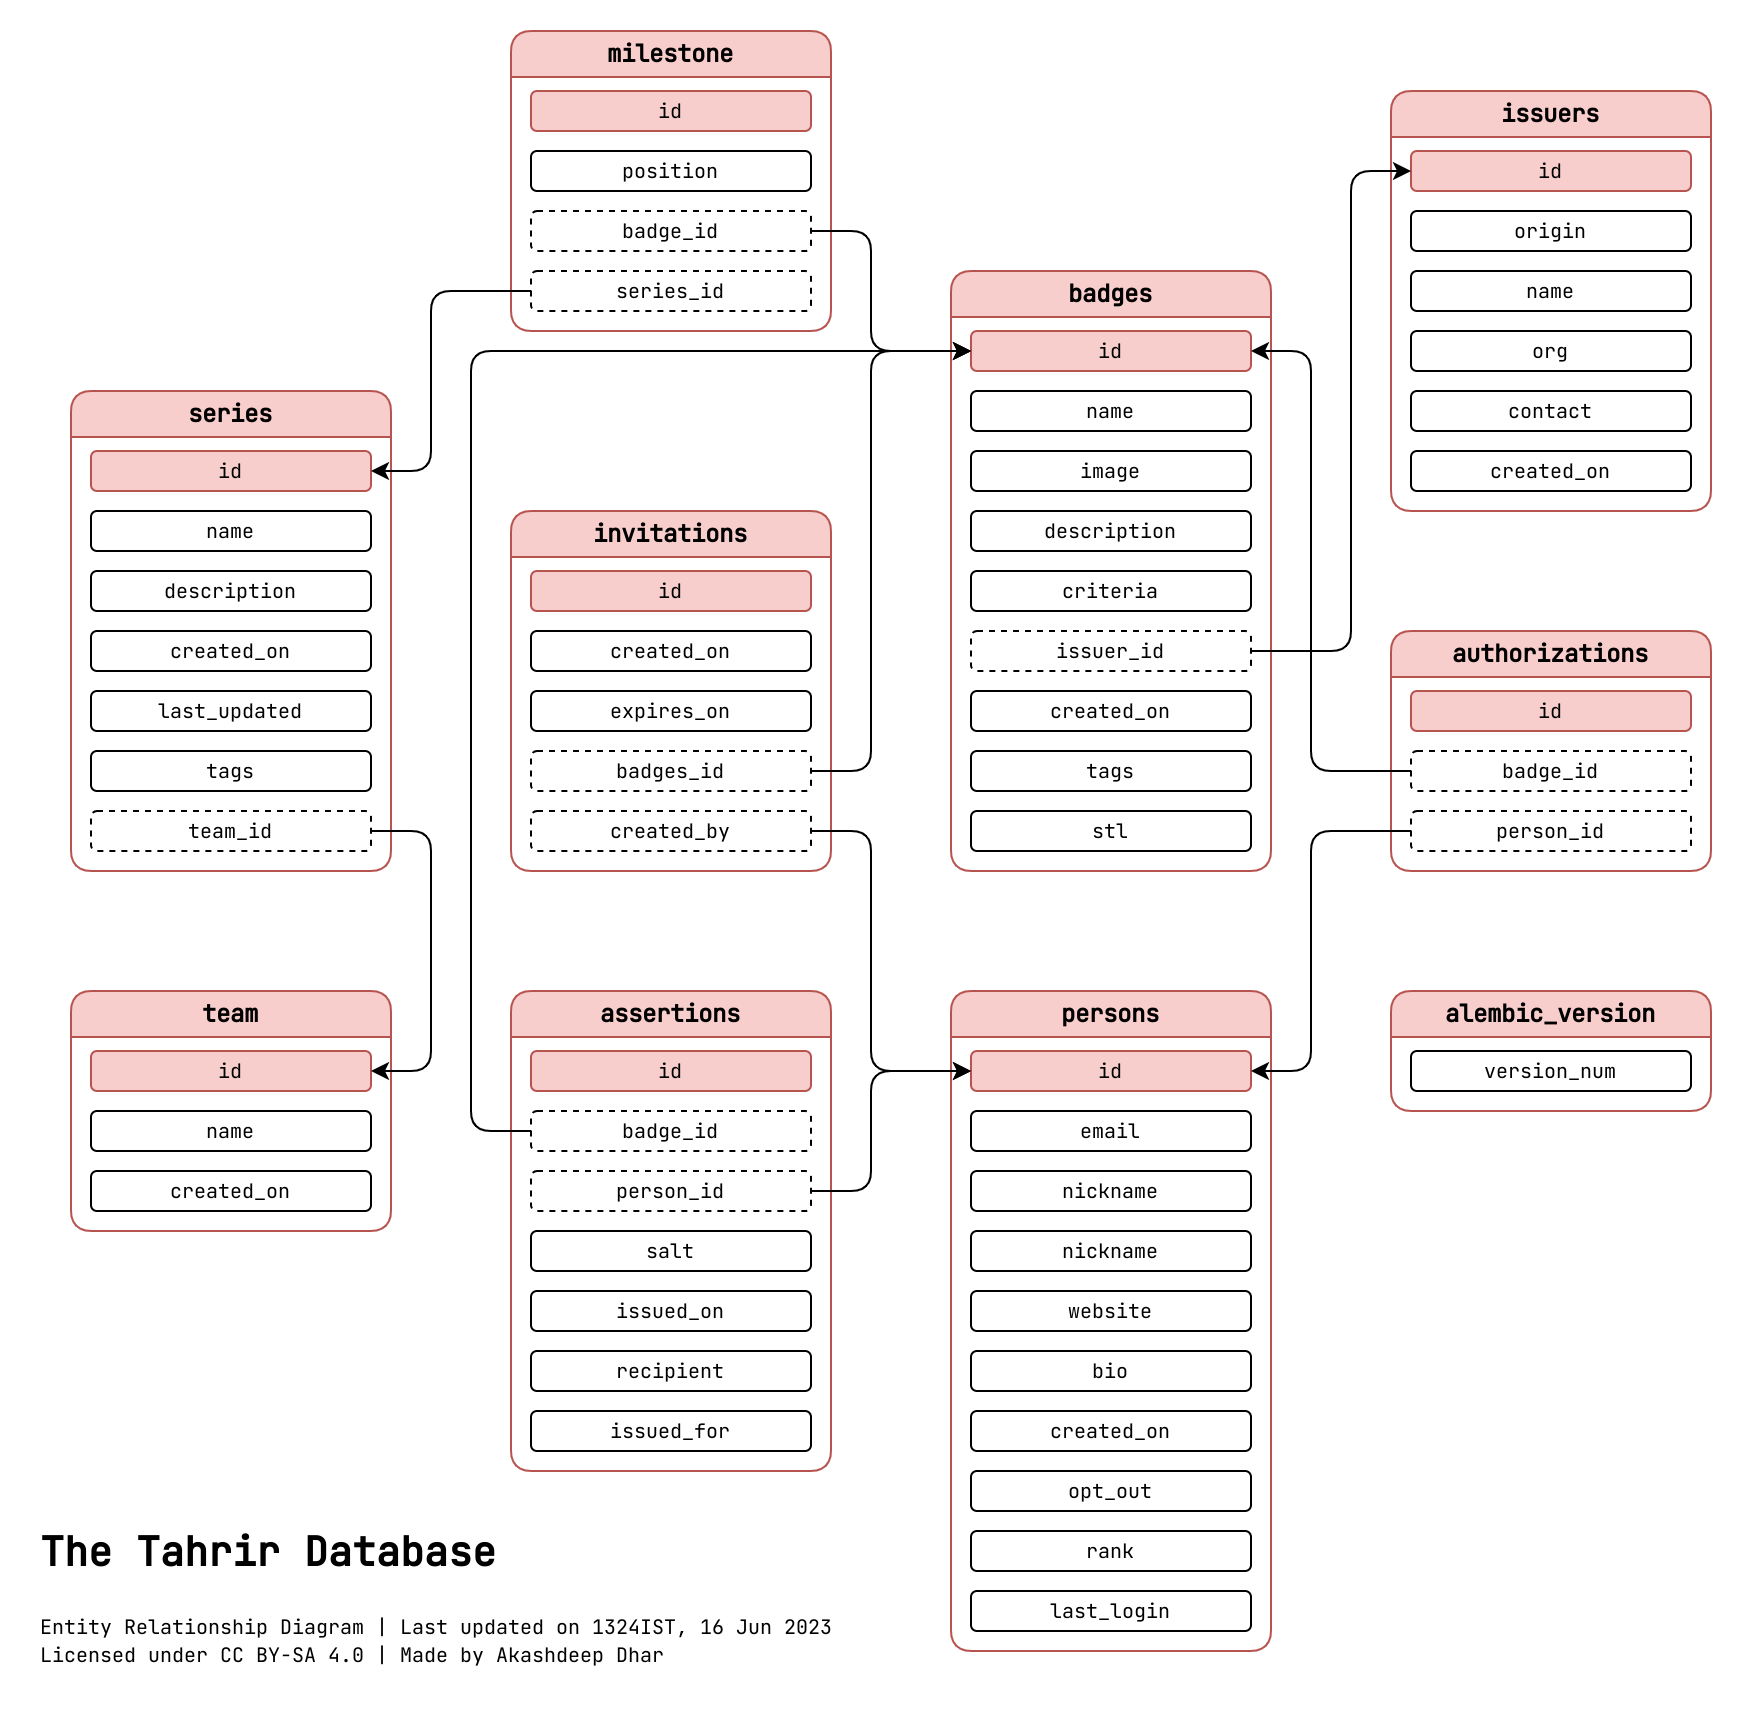 milestone
id
position
badge_id
series_id
issuers
id
origin
name
org
contact
created_on
badges
id
name
image
description
criteria
issuer_id
created_on
tags
stl
series
id
name
description
created_on
last_updated
tags
team_id
invitations
id
created_on
expires_on
badges_id
created_by
authorizations
id
badge_id
person_id
team
id
name
created_on
assertions
id
badge_id
person_id
salt
issued_on
recipient
issued_for
persons
id
email
nickname
nickname
website
bio
created_on
opt_out
rank
last_login
alembic_version
version_num
The Tahrir Database
Entity Relationship Diagram | Last updated on 1324IST, 16 Jun 2023
Licensed under CC BY-SA 4.0 | Made by Akashdeep Dhar